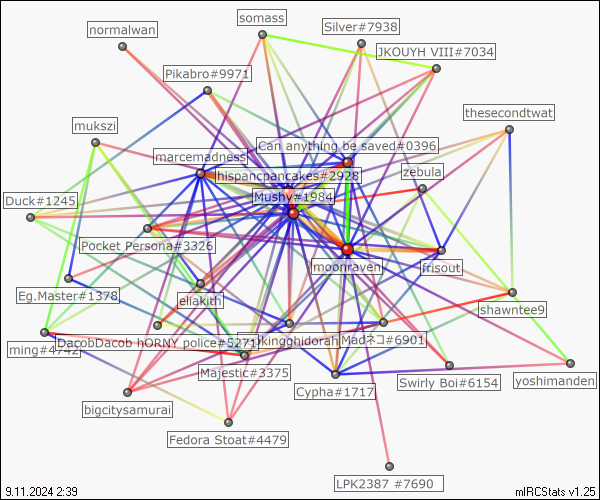 somass
normalwan
Silver#7938
JKOUYH VIII#7034
Pikabro#9971
thesecondtwat
mukszi
Can anything be saved#0396
marcemadness
zebula
hispancpancakes#2928
Mushy#1984
Duck#1245
Pocket Persona#3326
moonraven
frisout
Eg.Master#1378
eliakith
shawntee9
DacobDacob hORNY police#5271
kingghidorah
Madネコ#6901
ming#4742
Majestic#3375
Cypha#1717
Swirly Boi#6154
yoshimanden
bigcitysamurai
Fedora Stoat#4479
LPK2387 #7690
9.11.2024 2:39
mIRCStats v1.25